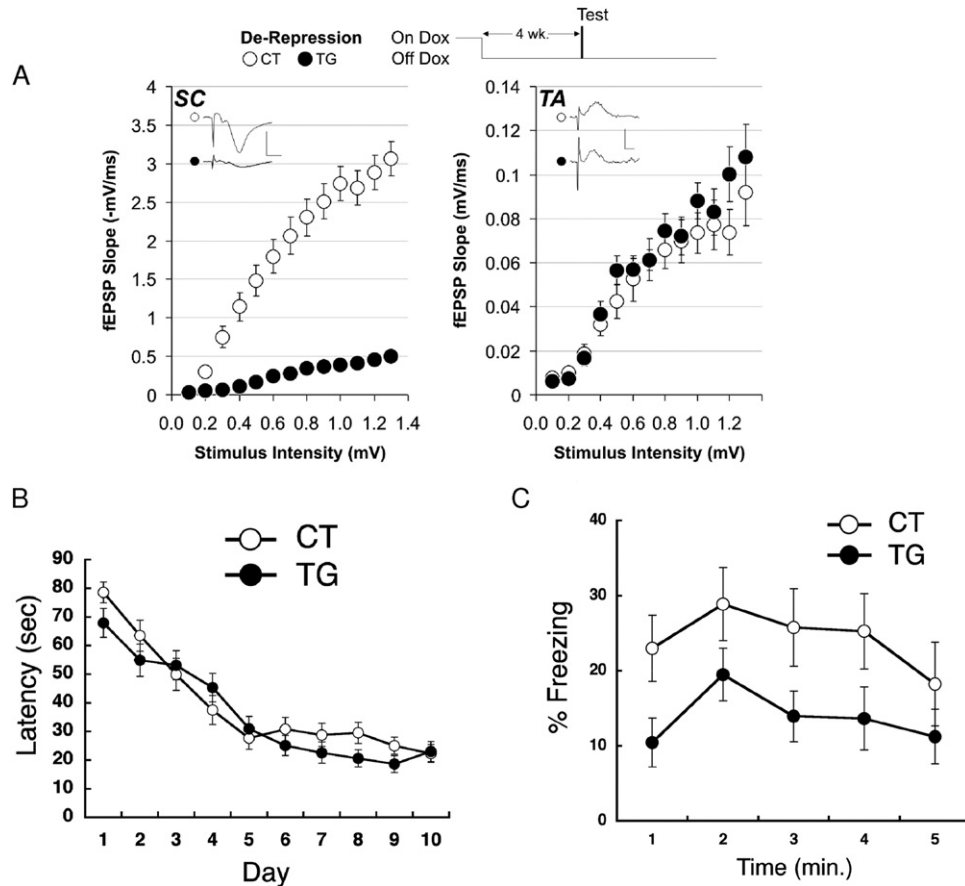 Test
De-Repression
CT TG
On Dox
4 wk.
Off Dox
A
SC
4
3.5
3
2.5
2
1.5
1
0.5
0
fEPSP Slope (-mV/ms)
0.0 0.2 0.4 0.6 0.8 1.0 1.2 1.4
Stimulus Intensity (mV)
TA
0.14
0.12
0.1
0.08
0.06
0.04
0.02
0
fEPSP Slope (mV/ms)
0.0 0.2 0.4 0.6 0.8 1.0 1.2
Stimulus Intensity (mV)
B
CT
TG
90
80
70
60
50
40
30
20
10
0
Latency (sec)
1 2 3 4 5 6 7 8 9 10
Day
C
CT
TG
40
30
20
10
0
% Freezing
1 2 3 4 5
Time (min.)